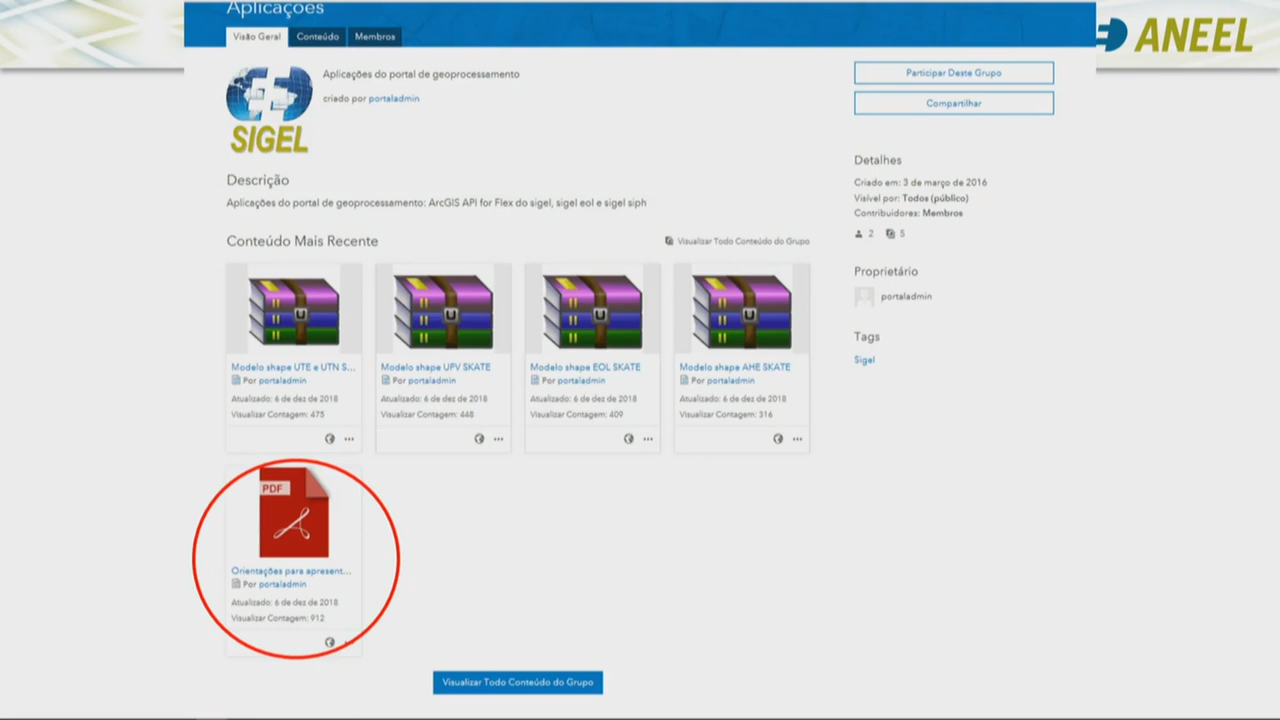 Aplicações
Visão Geral Conteúdo Membros
ANEEL
Aplicações do portal de geoprocessamento
criado por portaladmin
SIGEL
Participar Deste Grupo
Compartilhar
Descrição
Aplicações do portal de geoprocessamento: ArcGIS API for Flex do sigel, sigel eol e sigel siph
Detalhes
Criado em: 3 de março de 2016
Visível por: Todos (público)
Contribuidores: Membros
2 5
Conteúdo Mais Recente
Visualizar Todo Conteúdo do Grupo
Proprietário
portaladmin
Tags
Sigel
Modelo shape UTE e UTN S...
Por portaladmin
Atualizado: 6 de dez de 2018
Visualizar Contagem: 475
Modelo shape UFV SKATE
Por portaladmin
Atualizado: 6 de dez de 2018
Visualizar Contagem: 448
Modelo shape EOL SKATE
Por portaladmin
Atualizado: 6 de dez de 2018
Visualizar Contagem: 409
Modelo shape AHE SKATE
Por portaladmin
Atualizado: 6 de dez de 2018
Visualizar Contagem: 316
PDF
Orientações para apresent...
Por portaladmin
Atualizado: 6 de dez de 2018
Visualizar Contagem: 912
Visualizar Todo Conteúdo do Grupo